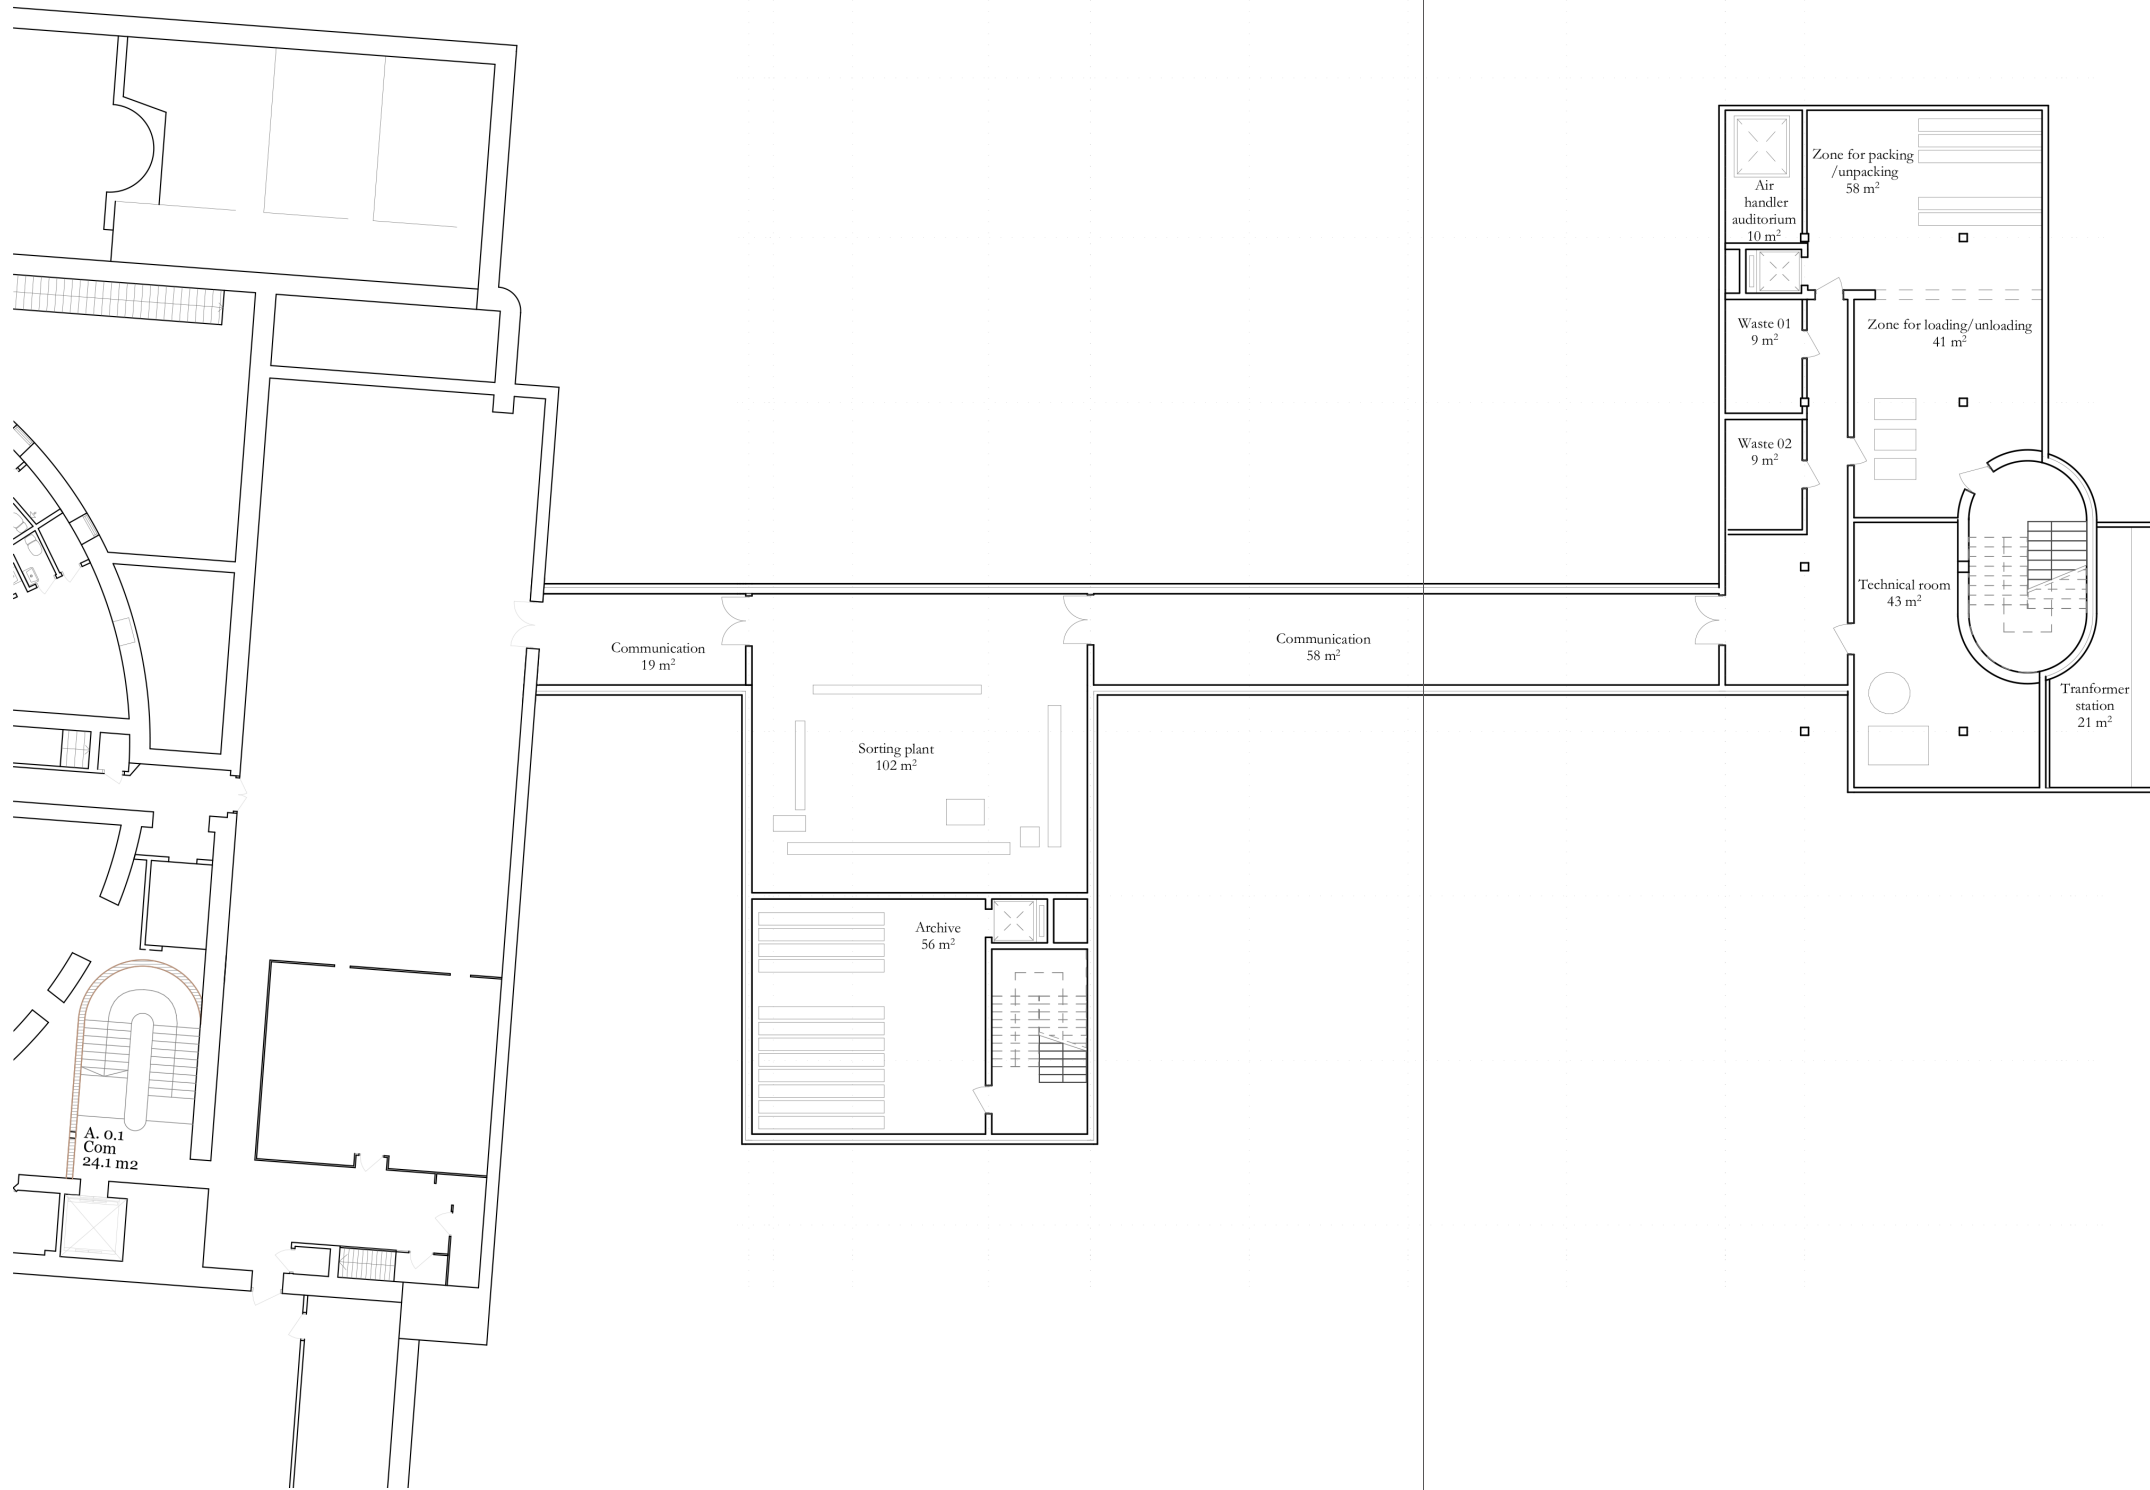 Zone for packing
/unpacking
58 m²
Air
handler
auditorium
10 m²
Waste 01
9 m²
Zone for loading/unloading
41 m²
Waste 02
9 m²
Technical room
43 m²
Communication
19 m²
Communication
58 m²
Tranformer
station
21 m²
Sorting plant
102 m²
Archive
56 m²
A. 0.1
Com
24.1 m2